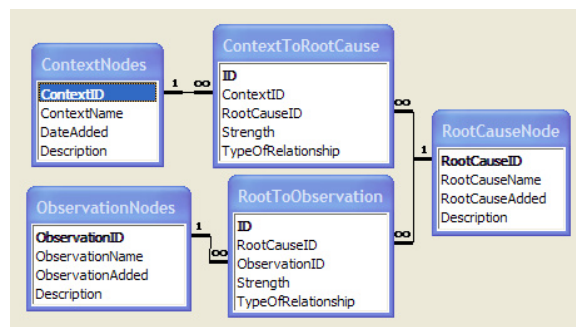 ContextNodes
ContextID
ContextName
DateAdded
Description
1
∞
ContextToRootCause
ID
ContextID
RootCauseID
Strength
TypeOfRelationship
∞
1
RootCauseNode
RootCauseID
RootCauseName
RootCauseAdded
Description
ObservationNodes
ObservationID
ObservationName
ObservationAdded
Description
1
∞
RootToObservation
ID
RootCauseID
ObservationID
Strength
TypeOfRelationship
∞